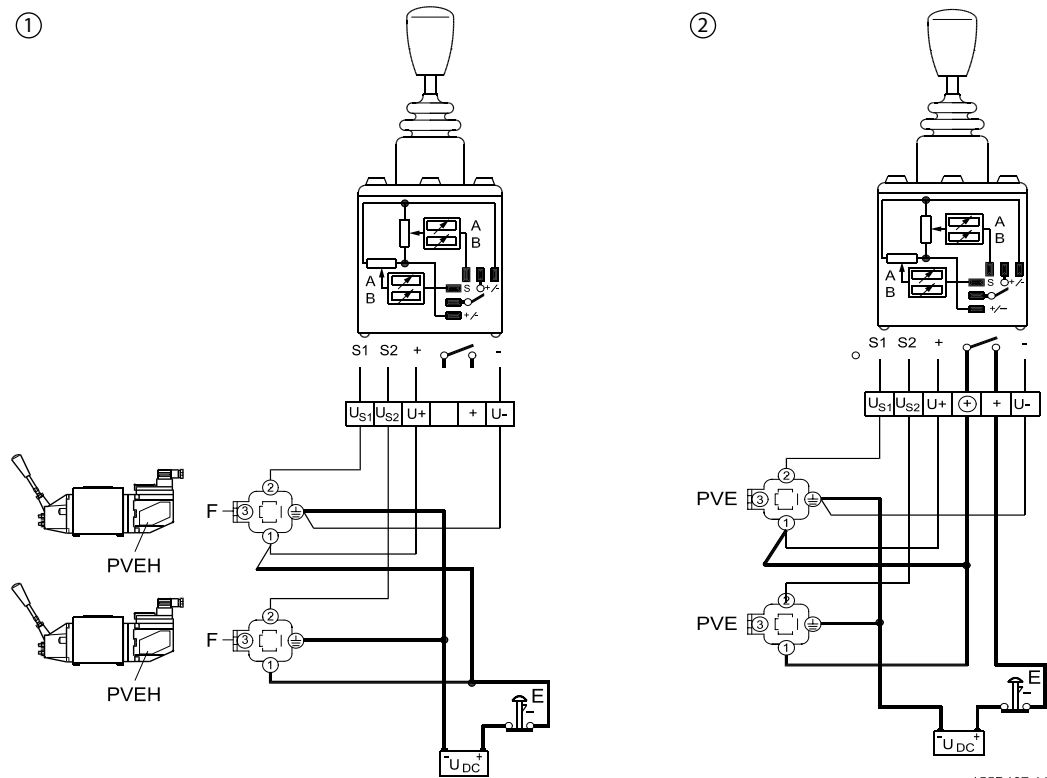 1
A
B
A
B
S
+/-
+/-
S1 S2 + -
US1 US2 U+ + U-
2
F 3
1
PVEH
2
F 3
1
PVEH
E
- UDC +
2
A
B
A
B
S
+/-
+/-
S1 S2 + -
US1 US2 U+ + + U-
2
PVE 3
1
2
PVE 3
1
E
- UDC +